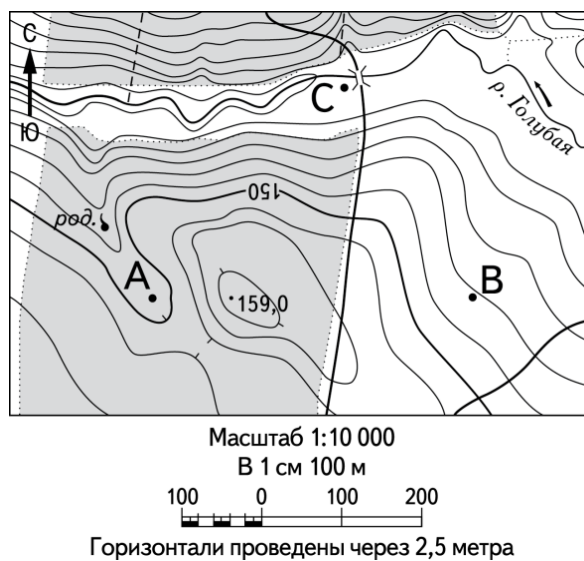 С
Ю
С
р. Голубая
150
род.
А
159,0
В
Масштаб 1:10 000
В 1 см 100 м
100 0 100 200
Горизонтали проведены через 2,5 метра